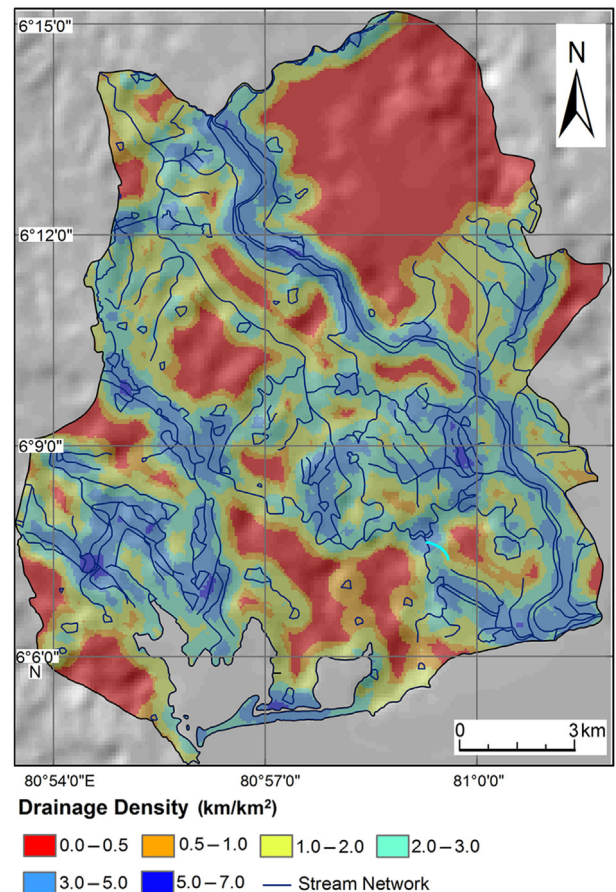 6°15'0"
N
6°12'0"
6°9'0"
6°6'0"
N
0 3 km
80°54'0"E 80°57'0" 81°0'0"
Drainage Density (km/km²)
0.0–0.5 0.5–1.0 1.0–2.0 2.0–3.0
3.0–5.0 5.0–7.0 Stream Network